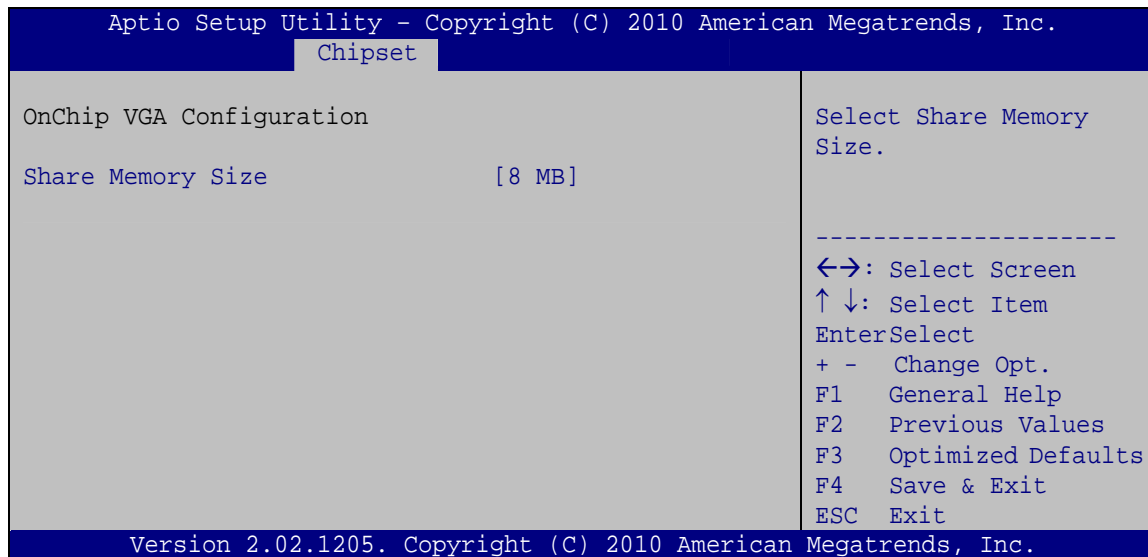 Aptio Setup Utility – Copyright (C) 2010 American Megatrends, Inc.
Chipset
OnChip VGA Configuration
Share Memory Size [8 MB]
Select Share Memory
Size.
---------------------
←→: Select Screen
↑ ↓: Select Item
EnterSelect
+ - Change Opt.
F1 General Help
F2 Previous Values
F3 Optimized Defaults
F4 Save & Exit
ESC Exit
Version 2.02.1205. Copyright (C) 2010 American Megatrends, Inc.